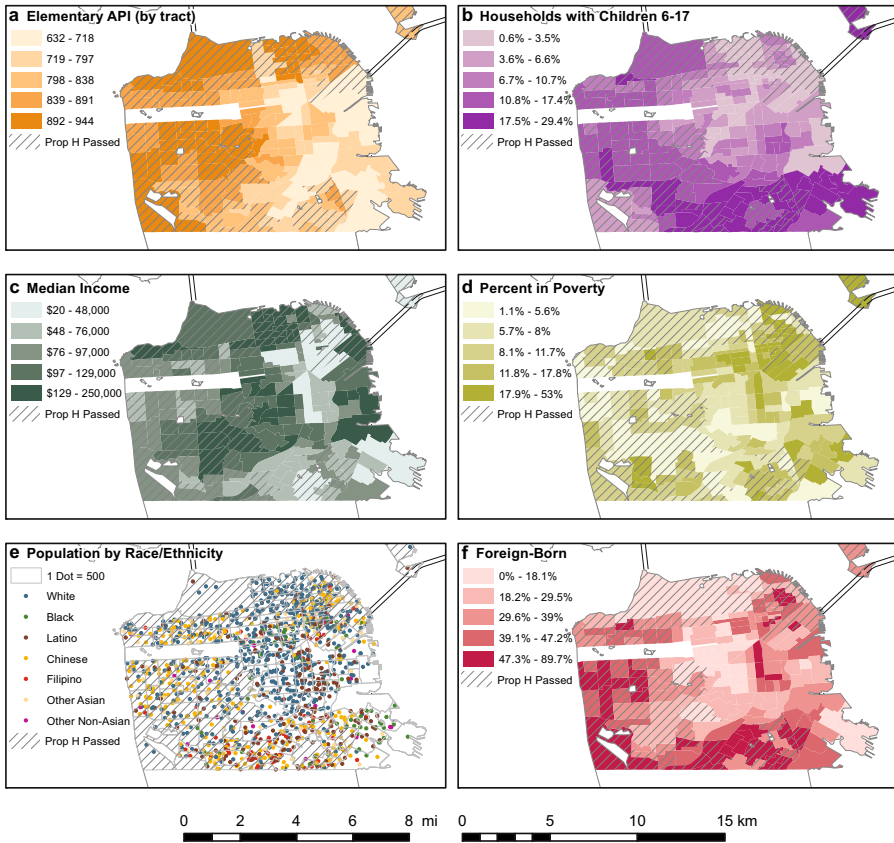 a Elementary API (by tract)
632 - 718
719 - 797
798 - 838
839 - 891
892 - 944
Prop H Passed
b Households with Children 6-17
0.6% - 3.5%
3.6% - 6.6%
6.7% - 10.7%
10.8% - 17.4%
17.5% - 29.4%
Prop H Passed
c Median Income
$20 - 48,000
$48 - 76,000
$76 - 97,000
$97 - 129,000
$129 - 250,000
Prop H Passed
d Percent in Poverty
1.1% - 5.6%
5.7% - 8%
8.1% - 11.7%
11.8% - 17.8%
17.9% - 53%
Prop H Passed
e Population by Race/Ethnicity
1 Dot = 500
White
Black
Latino
Chinese
Filipino
Other Asian
Other Non-Asian
Prop H Passed
f Foreign-Born
0% - 18.1%
18.2% - 29.5%
29.6% - 39%
39.1% - 47.2%
47.3% - 89.7%
Prop H Passed
0 2 4 6 8 mi
0 5 10 15 km